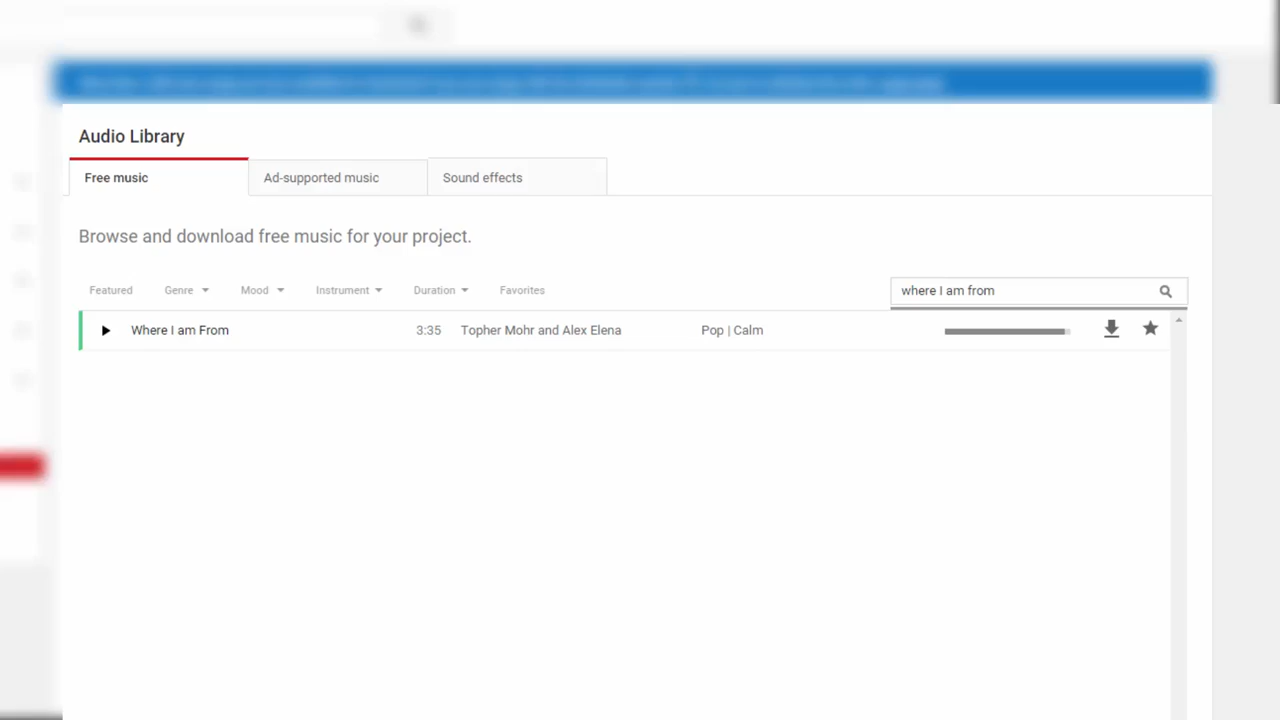 Audio Library
Free music
Ad-supported music
Sound effects
Browse and download free music for your project.
Featured
Genre
Mood
Instrument
Duration
Favorites
where I am from
Where I am From
3:35
Topher Mohr and Alex Elena
Pop | Calm